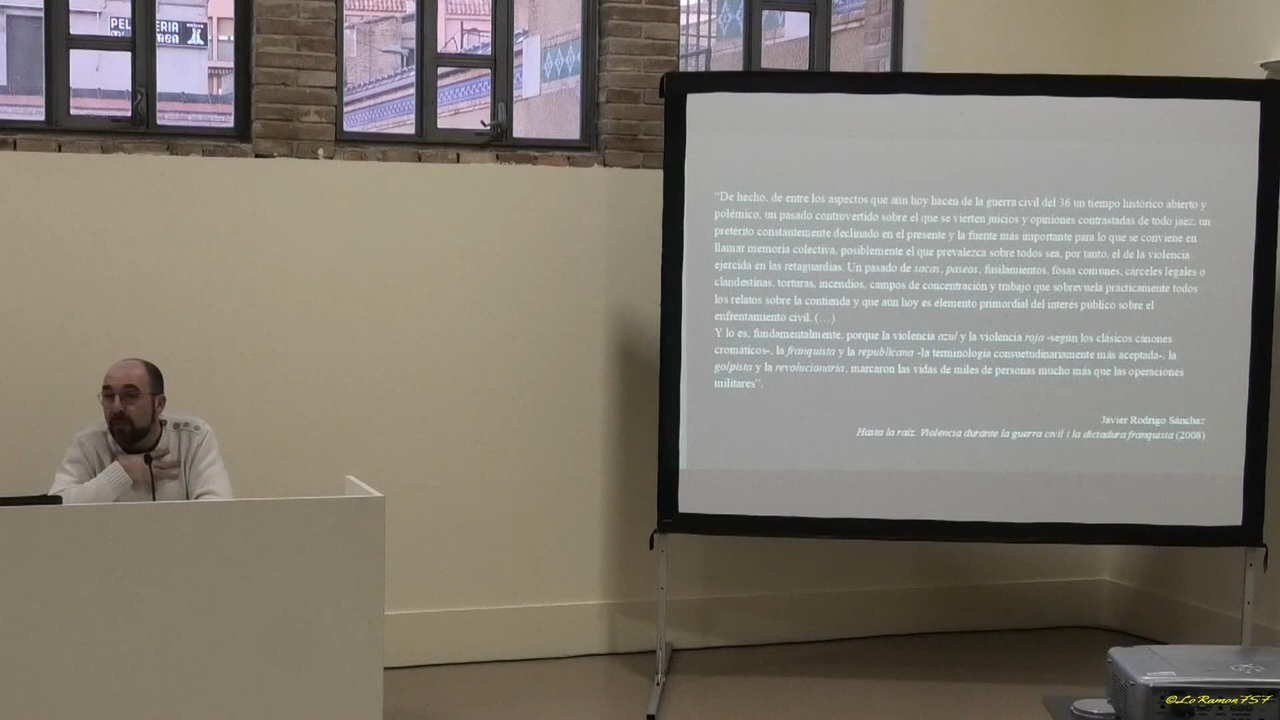 PEL ERIA
"De hecho, de entre los aspectos que aún hoy hacen de la guerra civil del 36 un tiempo histórico abierto y
polémico, un pasado controvertido sobre el que se vierten juicios y opiniones contrastadas de todo jaez, un
pretérito constantemente declinado en el presente y la fuente más importante para lo que se conviene en
llamar memoria colectiva, posiblemente el que prevalezca sobre todos sea, por tanto, el de la violencia
ejercida en las retaguardias. Un pasado de sacas, paseos, fusilamientos, fosas comunes, cárceles legales o
clandestinas, torturas, incendios, campos de concentración y trabajo que sobrevuela prácticamente todos
los relatos sobre la contienda y que aún hoy es elemento primordial del interés público sobre el
enfrentamiento civil. (…)
Y lo es, fundamentalmente, porque la violencia azul y la violencia roja -según los clásicos cánones
cromáticos-, la franquista y la republicana -la terminología consuetudinariamente más aceptada-, la
golpista y la revolucionaria, marcaron las vidas de miles de personas mucho más que las operaciones
militares".
Javier Rodrigo Sánchez
Hasta la raíz. Violencia durante la guerra civil i la dictadura franquista (2008)
©LoRamon757